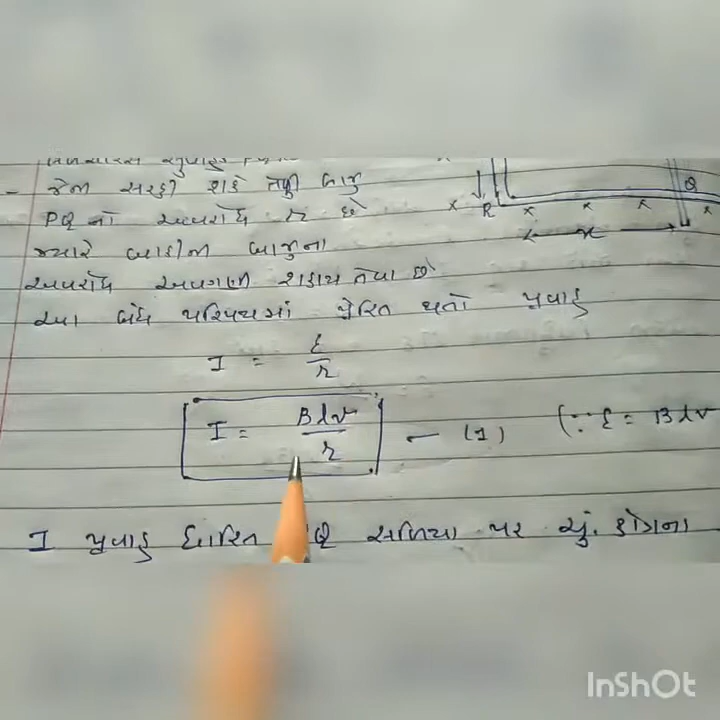 - જેના સરકી શકે તેવી બાજુ
PQ નો અવરોધ r છે
જ્યારે બાકીની બાજુના
અવરોધ અવગણી શકાય તેવા છે
આ બંધ પરિપથમાં પ્રેરિત થતો પ્રવાહ
I = ε/r
I = Blv/r — (1) (∵ ε = Blv
I પ્રવાહ ધારિત સળિયા પર ચું. ક્ષેત્રના
x R x x x x Q
x
InShOt